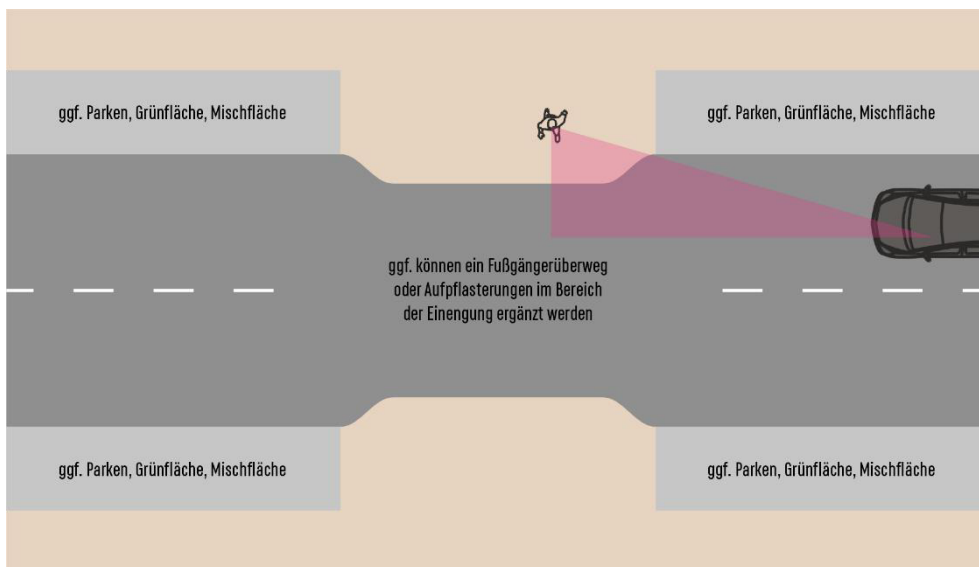 ggf. Parken, Grünfläche, Mischfläche
ggf. Parken, Grünfläche, Mischfläche
ggf. können ein Fußgängerüberweg
oder Aufpflasterungen im Bereich
der Einengung ergänzt werden
ggf. Parken, Grünfläche, Mischfläche
ggf. Parken, Grünfläche, Mischfläche